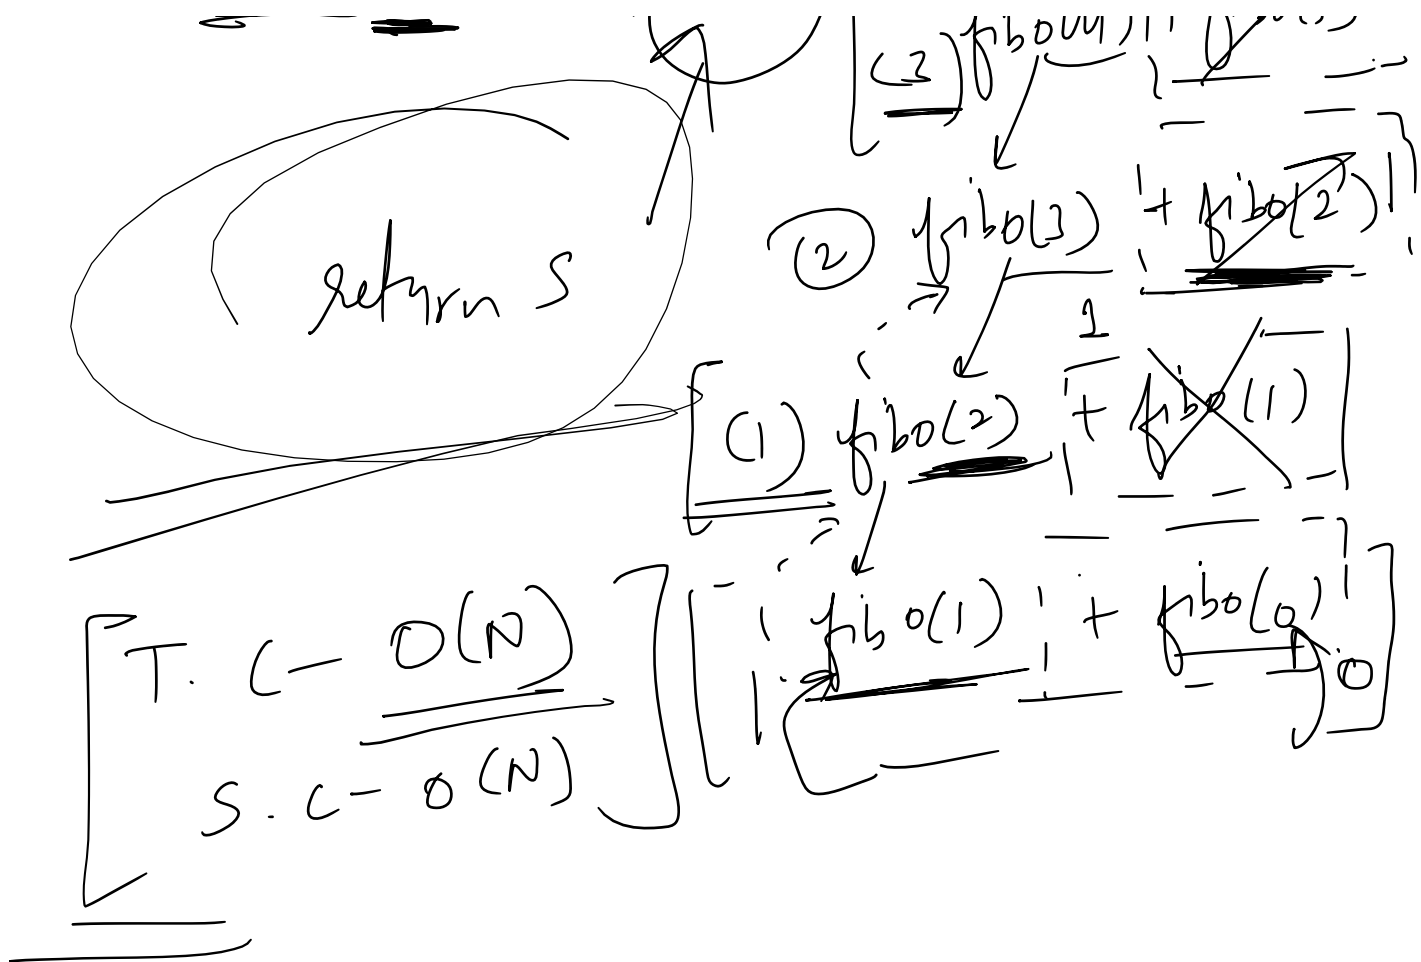 (3) fibo(4)
(2) fibo(3) + fibo(2)
return s
1
(1) fibo(2) + fibo(1)
fibo(1) + fibo(0)
1 0
T. C - O(N)
S. C - O(N)